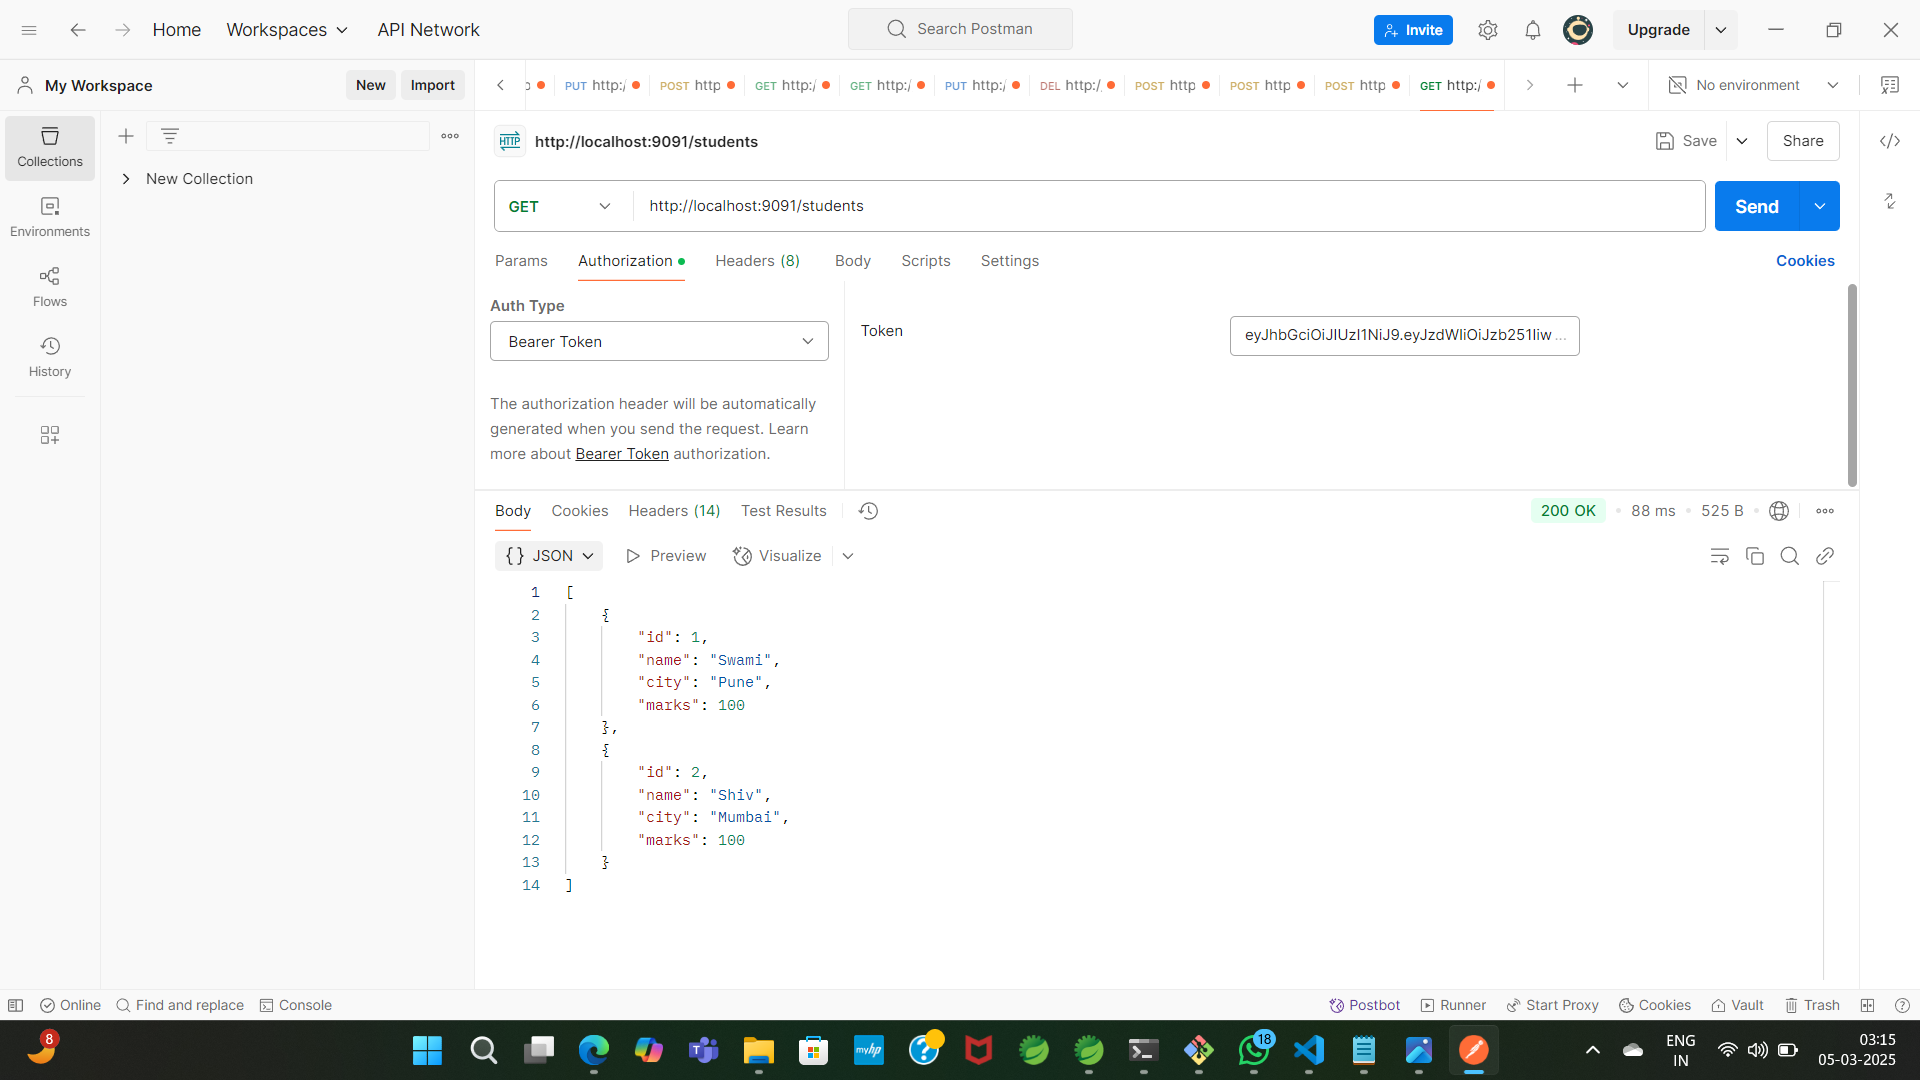 Home
Workspaces
API Network
Search Postman
Invite
Upgrade
My Workspace
New
Import
PUT http:/
POST http
GET http:/
GET http:/
PUT http:/
DEL http:/
POST http
POST http
POST http
GET http:/
No environment
Collections
Environments
Flows
History
New Collection
HTTP
http://localhost:9091/students
Save
Share
GET
http://localhost:9091/students
Send
Params
Authorization
Headers (8)
Body
Scripts
Settings
Cookies
Auth Type
Bearer Token
The authorization header will be automatically
generated when you send the request. Learn
more about Bearer Token authorization.
Token
eyJhbGciOiJIUzI1NiJ9.eyJzdWIiOiJzb251Iiw ...
Body
Cookies
Headers (14)
Test Results
200 OK
88 ms
525 B
{} JSON
Preview
Visualize
1 [
2 {
3 "id": 1,
4 "name": "Swami",
5 "city": "Pune",
6 "marks": 100
7 },
8 {
9 "id": 2,
10 "name": "Shiv",
11 "city": "Mumbai",
12 "marks": 100
13 }
14 ]
Online
Find and replace
Console
Postbot
Runner
Start Proxy
Cookies
Vault
Trash
8
myhp
18
ENG
IN
03:15
05-03-2025